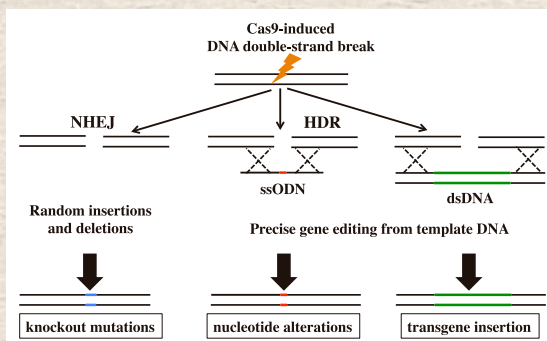 Cas9-induced
DNA double-strand break
NHEJ
HDR
ssODN
dsDNA
Random insertions
and deletions
Precise gene editing from template DNA
knockout mutations
nucleotide alterations
transgene insertion